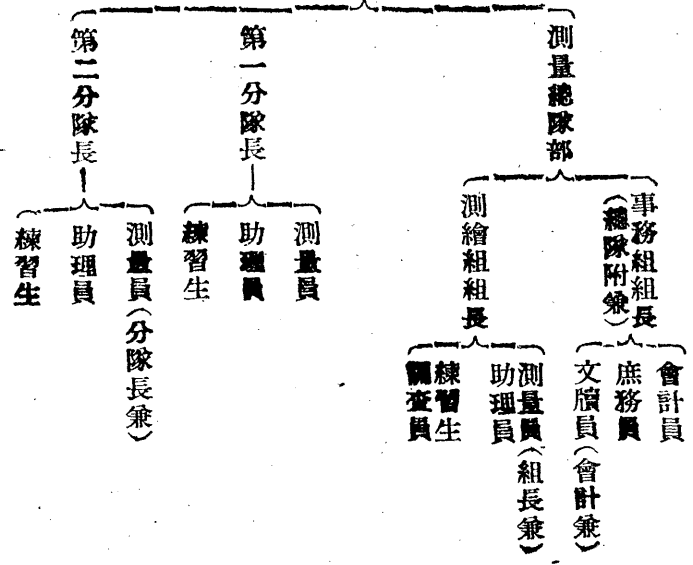 測量總隊部
事務組組長
(總隊附兼)
會計員
庶務員
文牘員(會計兼)
測繪組組長
測量員(組長兼)
助理員
練習生
調查員
第一分隊長
測量員
助理員
練習生
第二分隊長
測量員(分隊長兼)
助理員
練習生